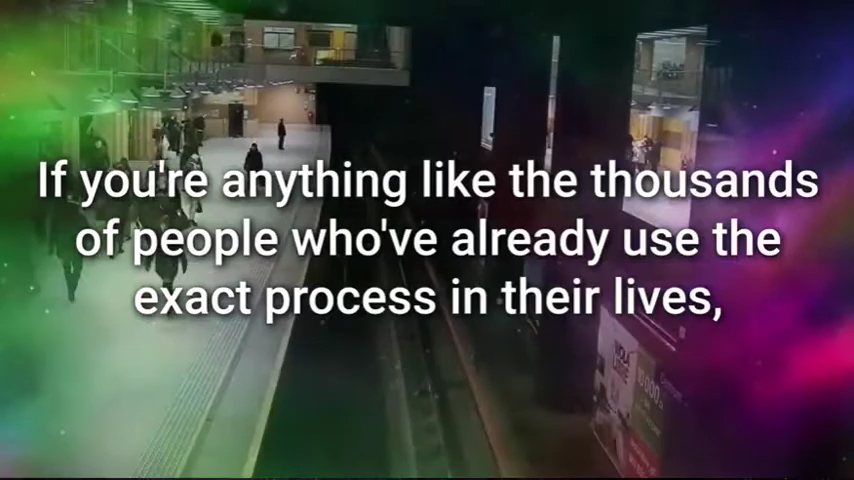 If you're anything like the thousands
of people who've already use the
exact process in their lives,